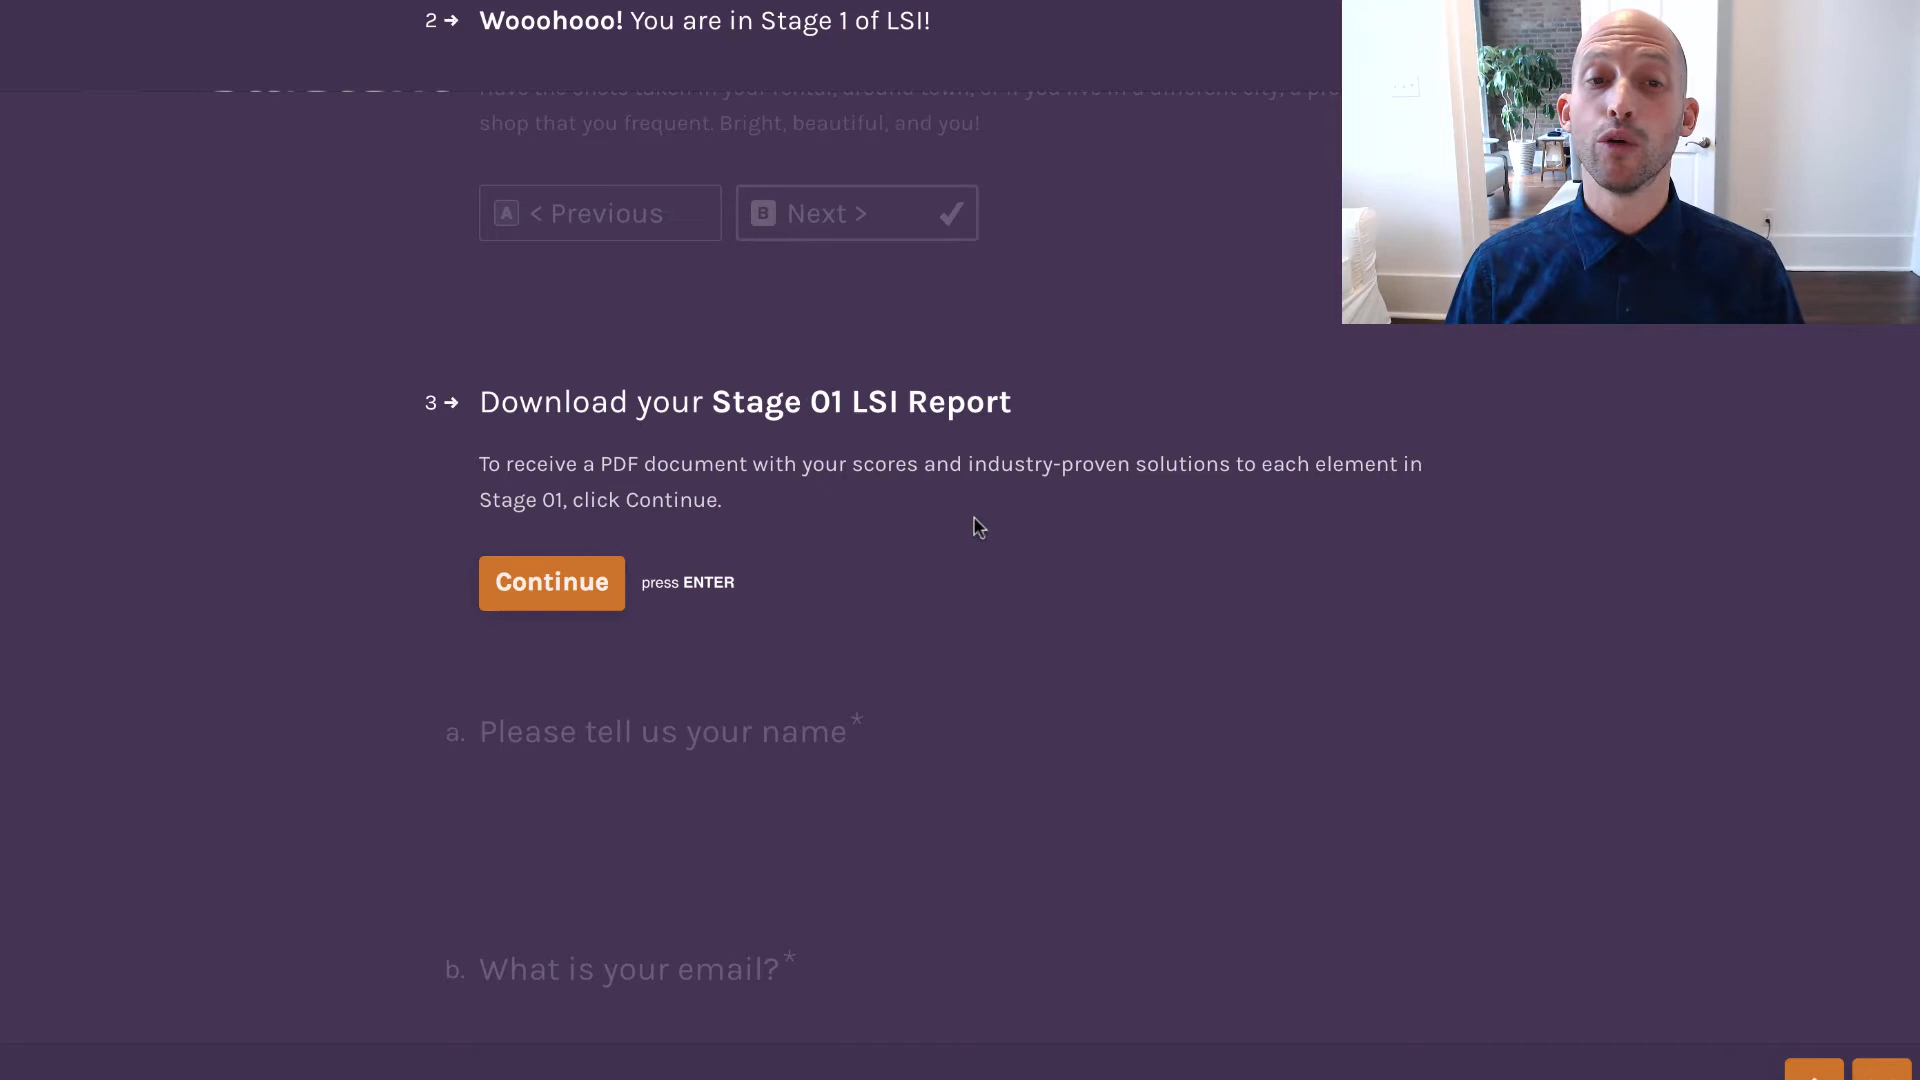 2 → Wooohooo! You are in Stage 1 of LSI!
shop that you frequent. Bright, beautiful, and you!
A < Previous
B Next >
3 → Download your Stage 01 LSI Report
To receive a PDF document with your scores and industry-proven solutions to each element in
Stage 01, click Continue.
Continue press ENTER
a. Please tell us your name*
b. What is your email?*